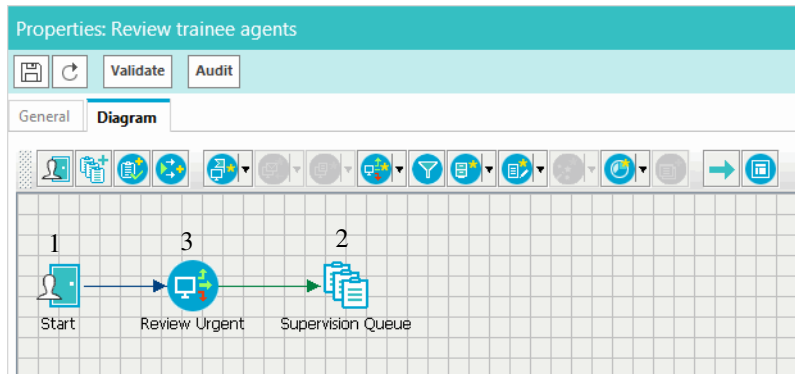 Properties: Review trainee agents
Validate Audit
General Diagram
1 3 2
Start Review Urgent Supervision Queue